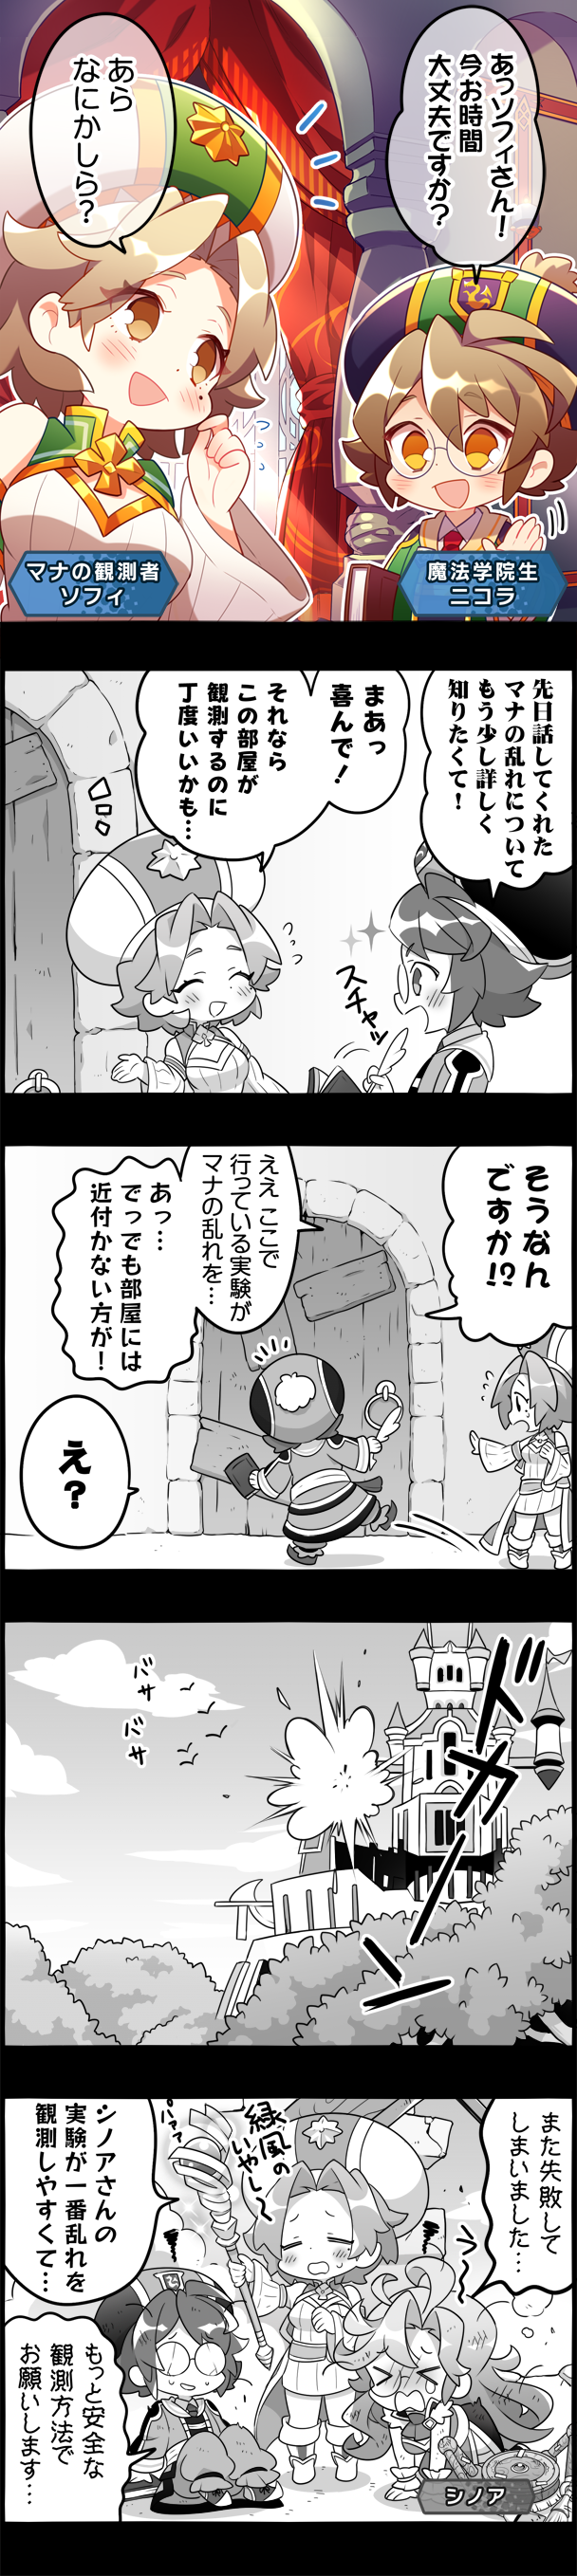 あっソフィさん！
今お時間
大丈夫ですか？
あら
なにかしら？
魔法学院生
ニコラ
マナの観測者
ソフィ
先日話してくれた
マナの乱れについて
もう少し詳しく
知りたくて！
まあっ
喜んで！
それなら
この部屋が
観測するのに
丁度いいかも…
スチャッ
そうなん
ですか!?
ええ ここで
行っている実験が
マナの乱れを…
あっ…
でっでも部屋には
近付かない方が！
え？
ドカーン
バサ
バサ
また失敗して
しまいました…
緑風の
いやし〜
パァァ
シノアさんの
実験が一番乱れを
観測しやすくて…
もっと安全な
観測方法で
お願いします…
シノア